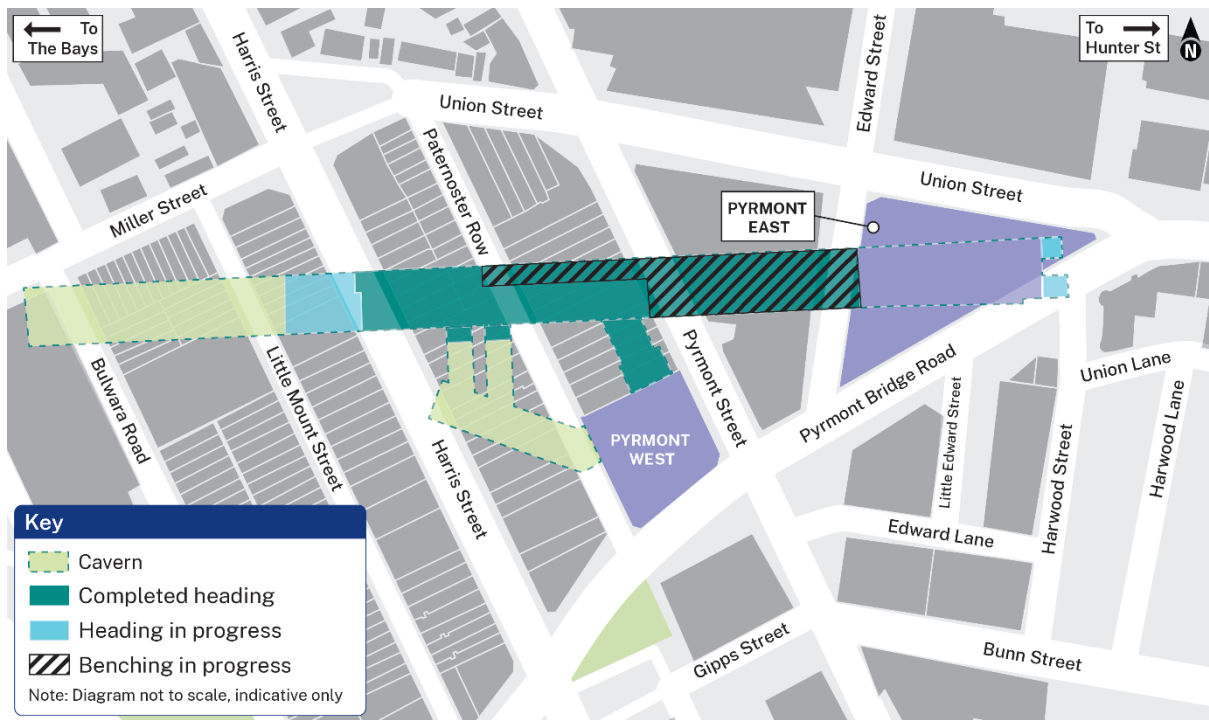 To
The Bays
To
Hunter St
N
Harris Street
Union Street
Edward Street
Paternoster Row
Miller Street
Union Street
PYRMONT
EAST
Bulwara Road
Little Mount Street
Harris Street
Pyrmont Street
PYRMONT
WEST
Pyrmont Bridge Road
Little Edward Street
Union Lane
Harwood Street
Harwood Lane
Edward Lane
Gipps Street
Bunn Street
Key
Cavern
Completed heading
Heading in progress
Benching in progress
Note: Diagram not to scale, indicative only